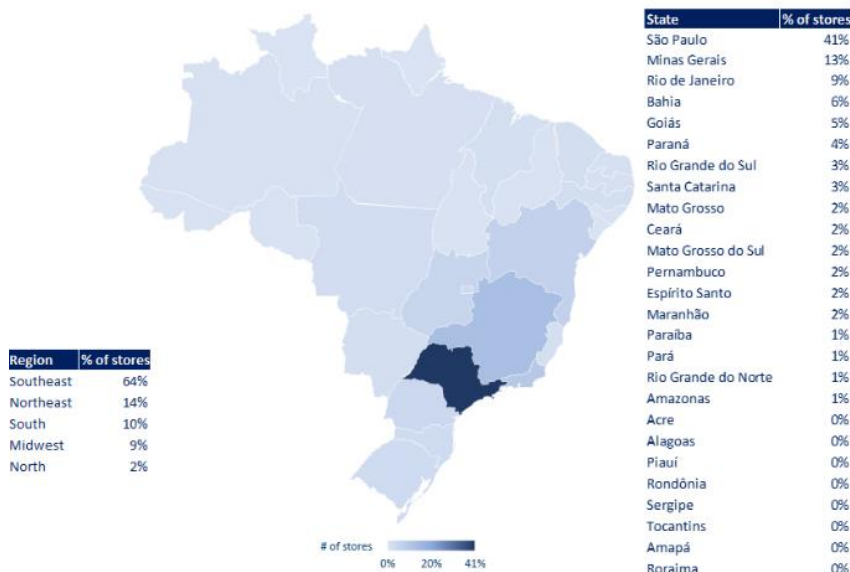 State % of stores
São Paulo 41%
Minas Gerais 13%
Rio de Janeiro 9%
Bahia 6%
Goiás 5%
Paraná 4%
Rio Grande do Sul 3%
Santa Catarina 3%
Mato Grosso 2%
Ceará 2%
Mato Grosso do Sul 2%
Pernambuco 2%
Espírito Santo 2%
Maranhão 2%
Paraíba 1%
Pará 1%
Rio Grande do Norte 1%
Amazonas 1%
Acre 0%
Alagoas 0%
Piauí 0%
Rondônia 0%
Sergipe 0%
Tocantins 0%
Amapá 0%
Roraima 0%
Region % of stores
Southeast 64%
Northeast 14%
South 10%
Midwest 9%
North 2%
# of stores
0% 20% 41%